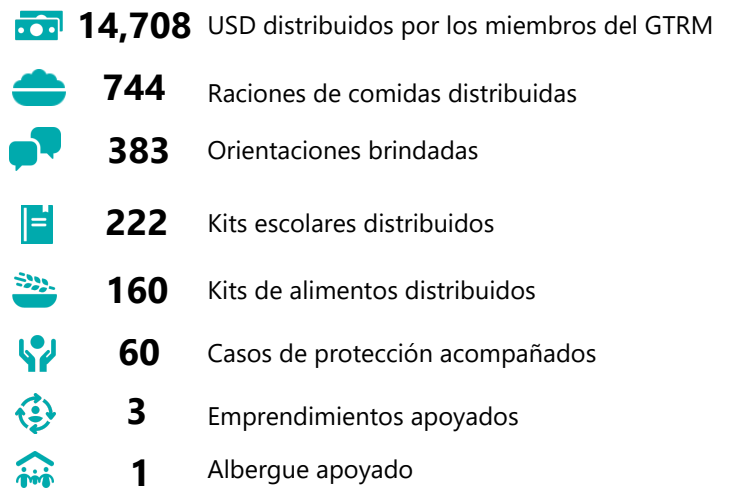 14,708 USD distribuidos por los miembros del GTRM
744 Raciones de comidas distribuidas
383 Orientaciones brindadas
222 Kits escolares distribuidos
160 Kits de alimentos distribuidos
60 Casos de protección acompañados
3 Emprendimientos apoyados
1 Albergue apoyado